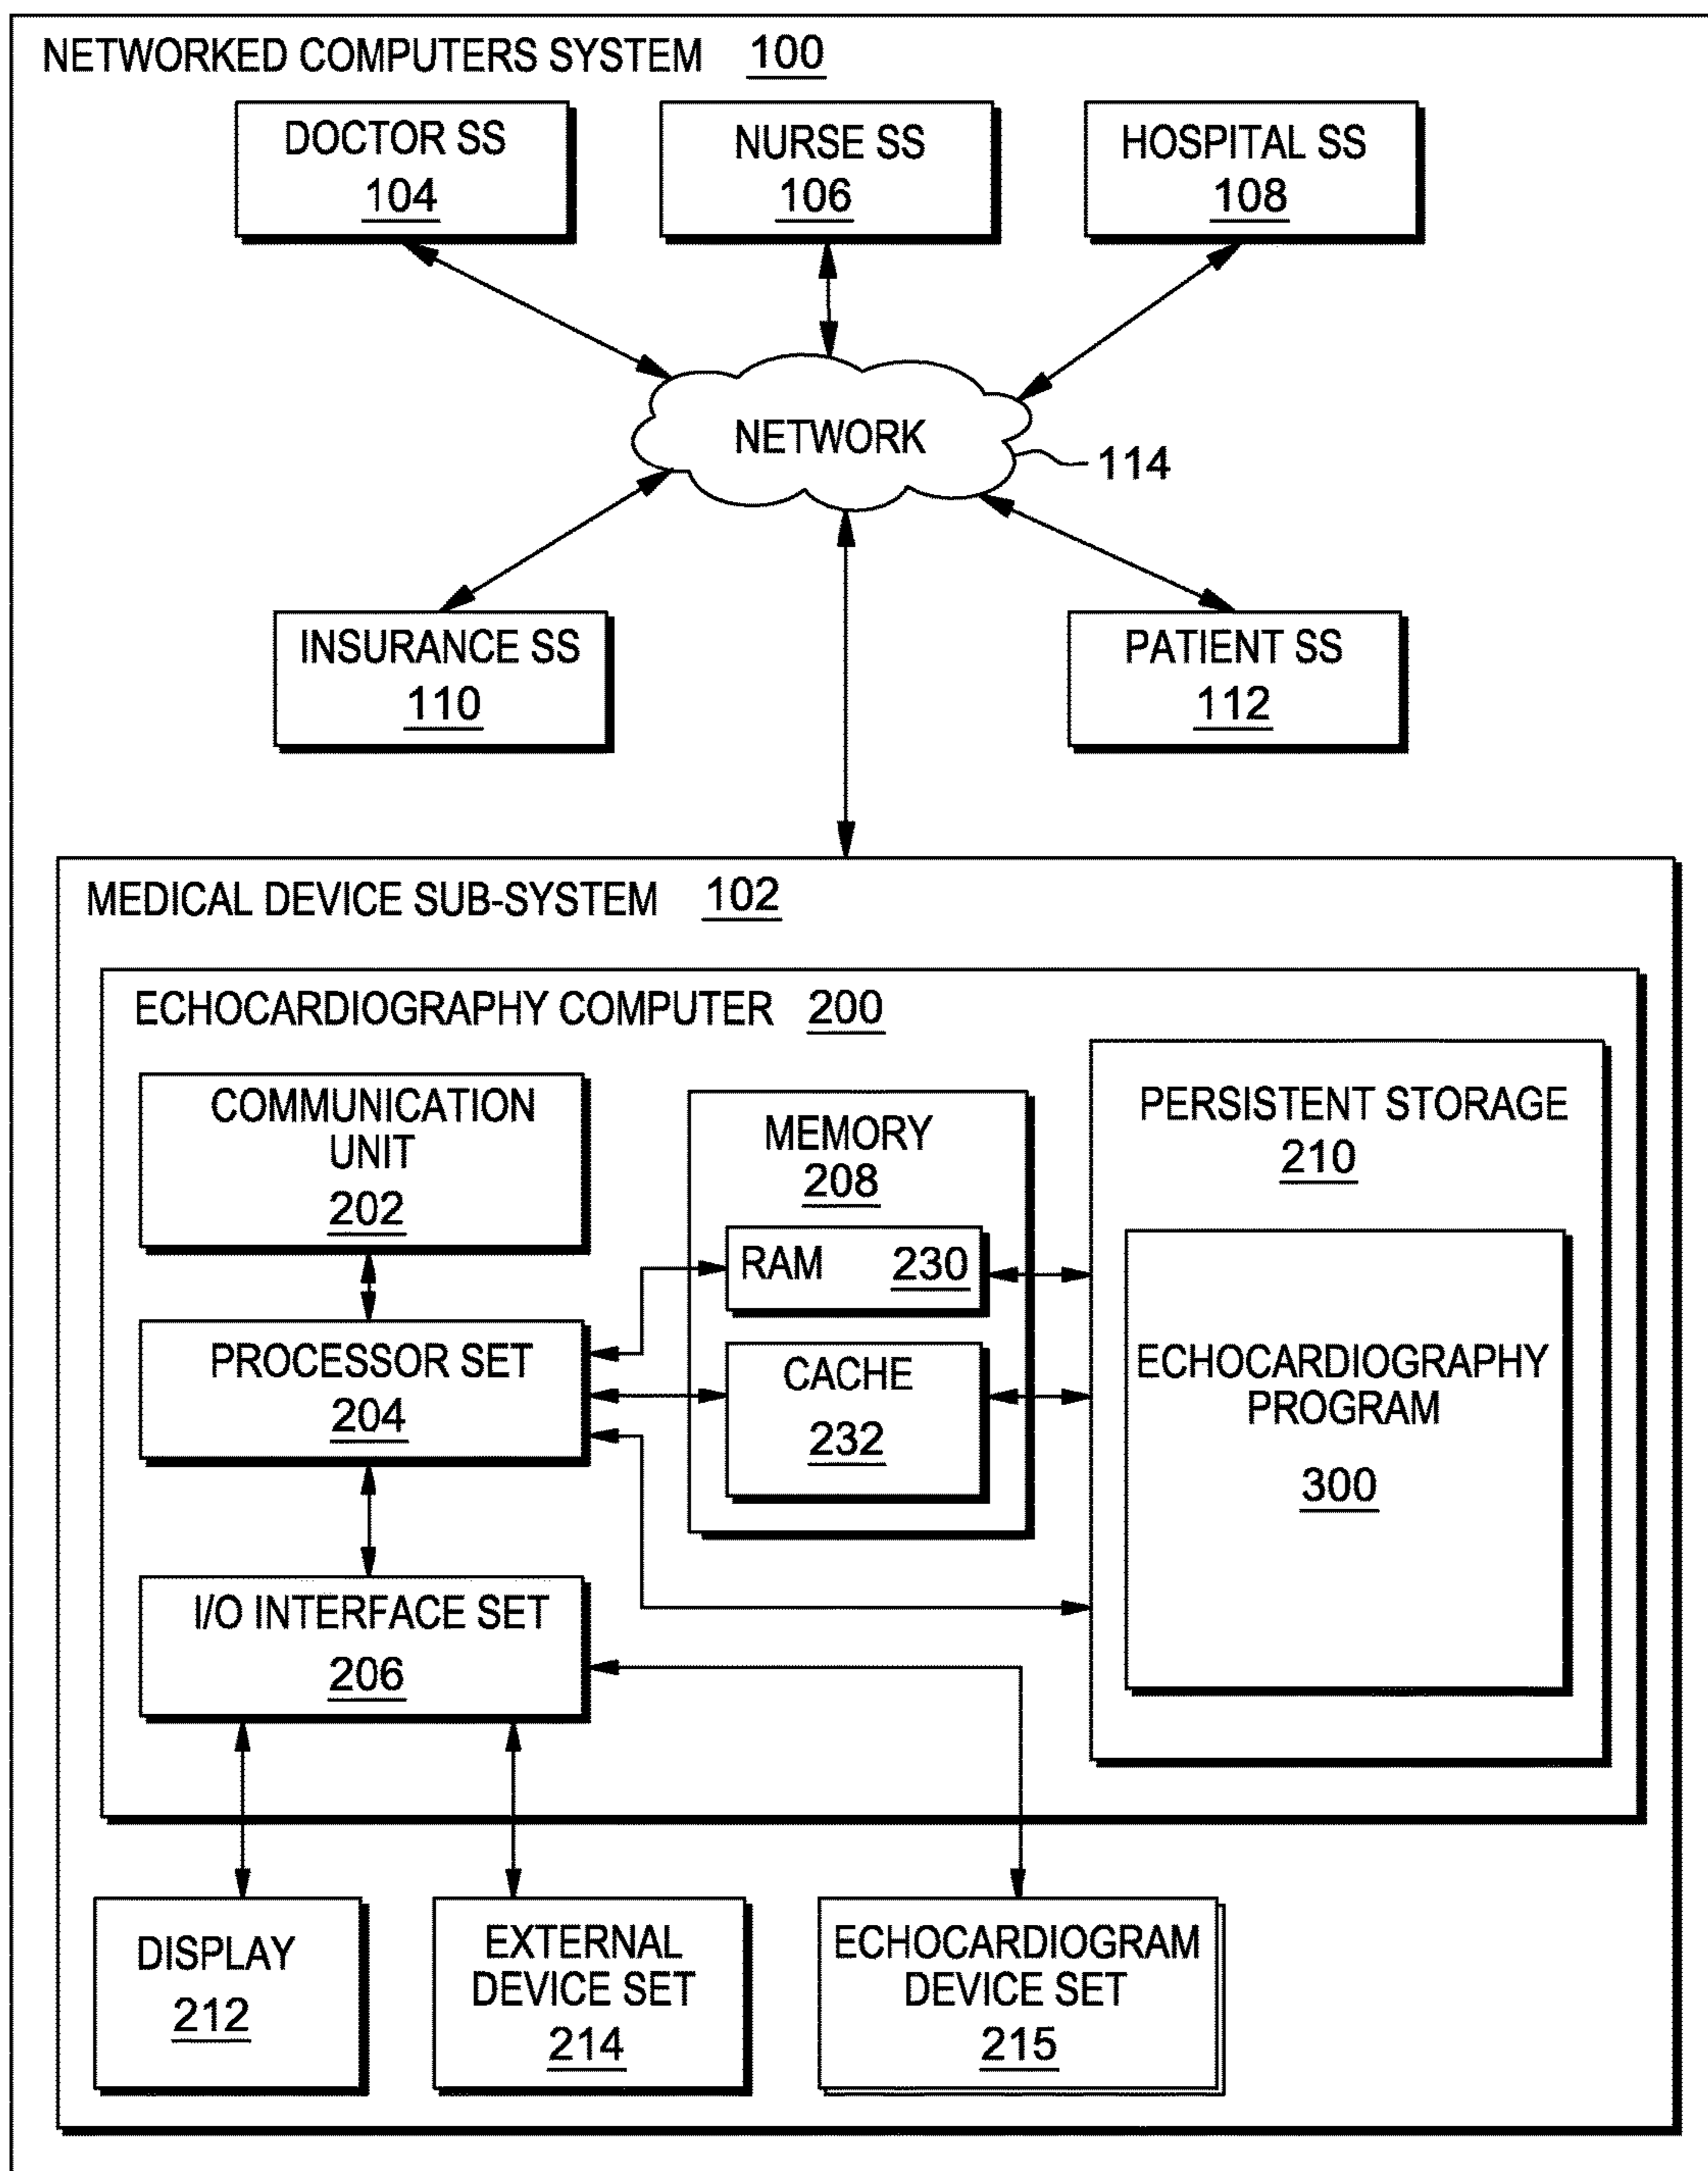 NETWORKED COMPUTERS SYSTEM 100
DOCTOR SS
104
NURSE SS
106
HOSPITAL SS
108
NETWORK
114
INSURANCE SS
110
PATIENT SS
112
MEDICAL DEVICE SUB-SYSTEM 102
ECHOCARDIOGRAPHY COMPUTER 200
COMMUNICATION
UNIT
202
MEMORY
208
PERSISTENT STORAGE
210
RAM 230
PROCESSOR SET
204
CACHE
232
ECHOCARDIOGRAPHY
PROGRAM
300
I/O INTERFACE SET
206
DISPLAY
212
EXTERNAL
DEVICE SET
214
ECHOCARDIOGRAM
DEVICE SET
215